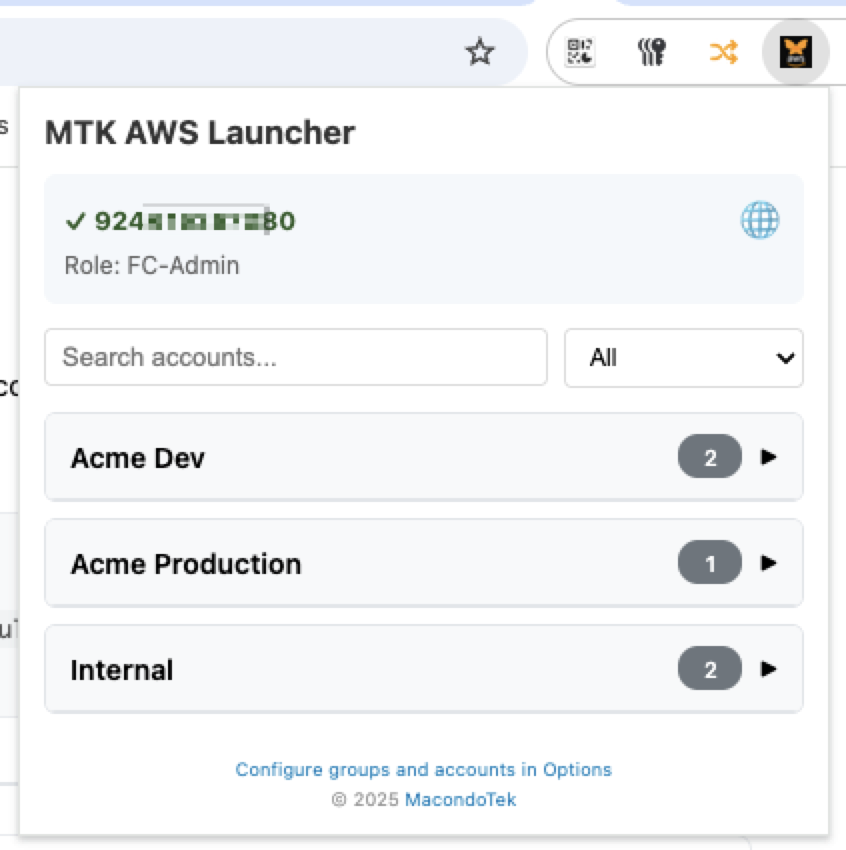 MTK AWS Launcher
✓ 924 80
Role: FC-Admin
Search accounts...
All
Acme Dev
2
Acme Production
1
Internal
2
Configure groups and accounts in Options
© 2025 MacondoTek